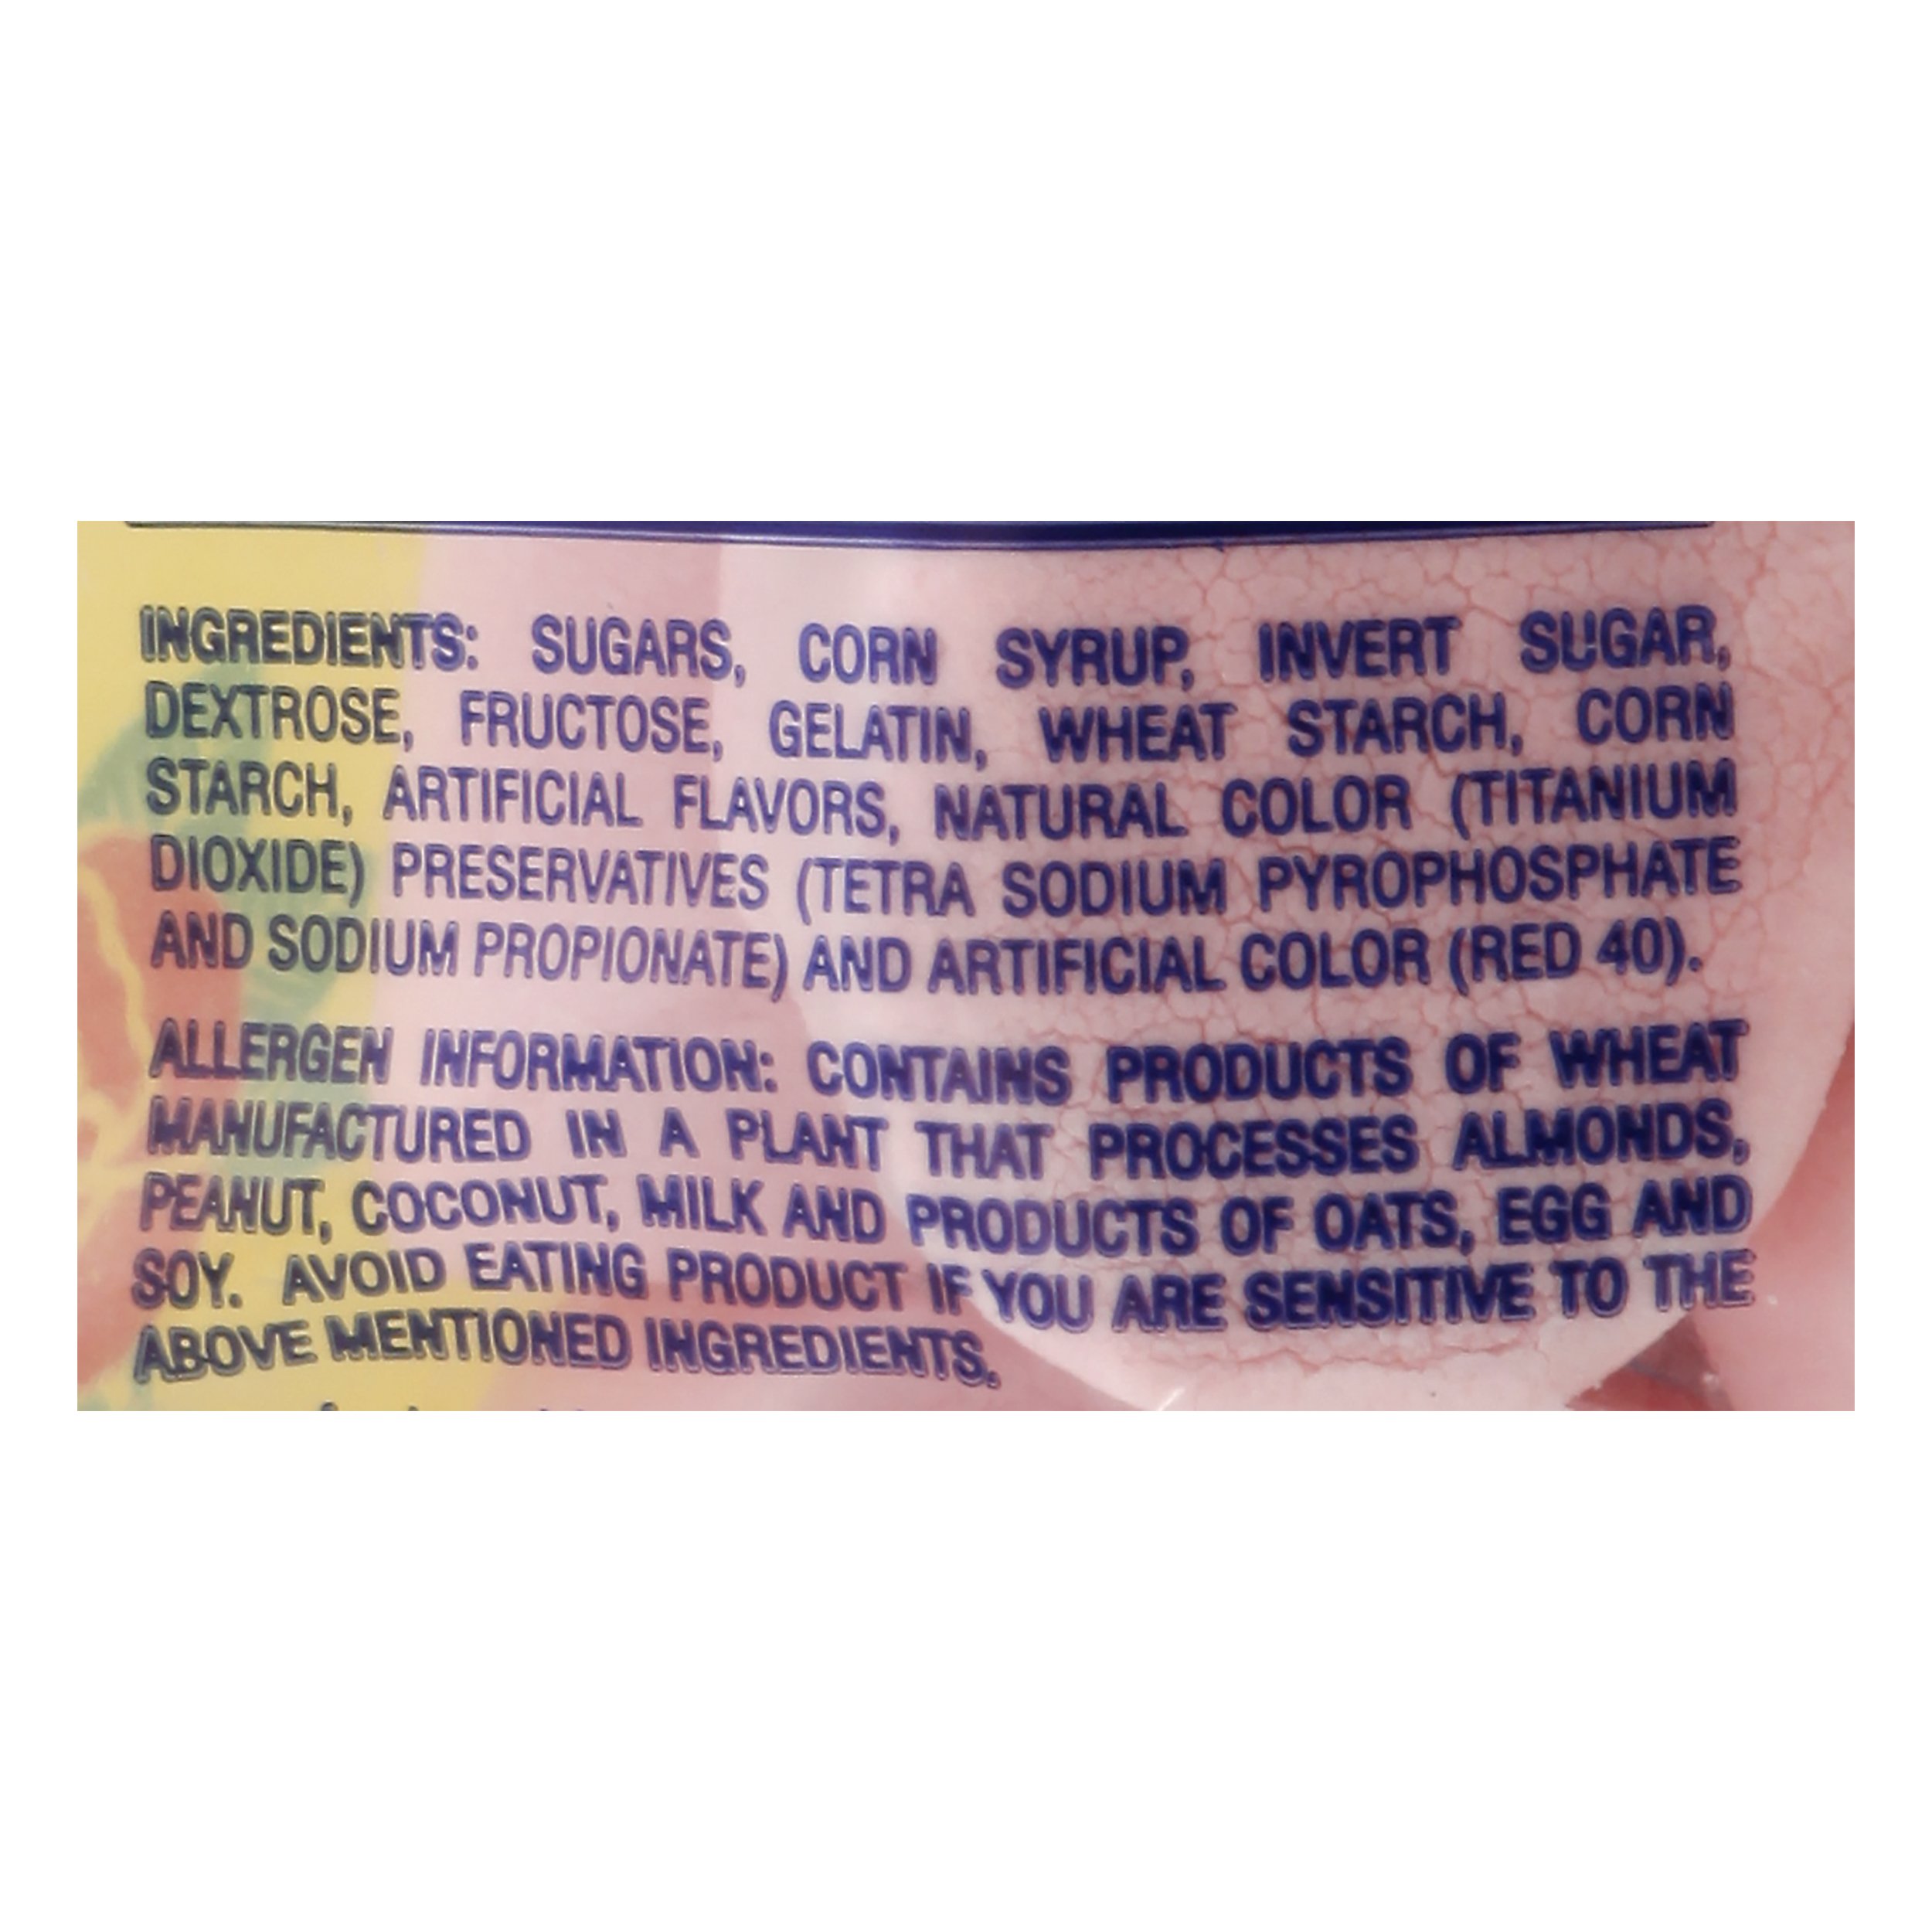 INGREDIENTS: SUGARS, CORN SYRUP, INVERT SUGAR,
DEXTROSE, FRUCTOSE, GELATIN, WHEAT STARCH, CORN
STARCH, ARTIFICIAL FLAVORS, NATURAL COLOR (TITANIUM
DIOXIDE) PRESERVATIVES (TETRA SODIUM PYROPHOSPHATE
AND SODIUM PROPIONATE) AND ARTIFICIAL COLOR (RED 40).
ALLERGEN INFORMATION: CONTAINS PRODUCTS OF WHEAT
MANUFACTURED IN A PLANT THAT PROCESSES ALMONDS,
PEANUT, COCONUT, MILK AND PRODUCTS OF OATS, EGG AND
SOY. AVOID EATING PRODUCT IF YOU ARE SENSITIVE TO THE
ABOVE MENTIONED INGREDIENTS.